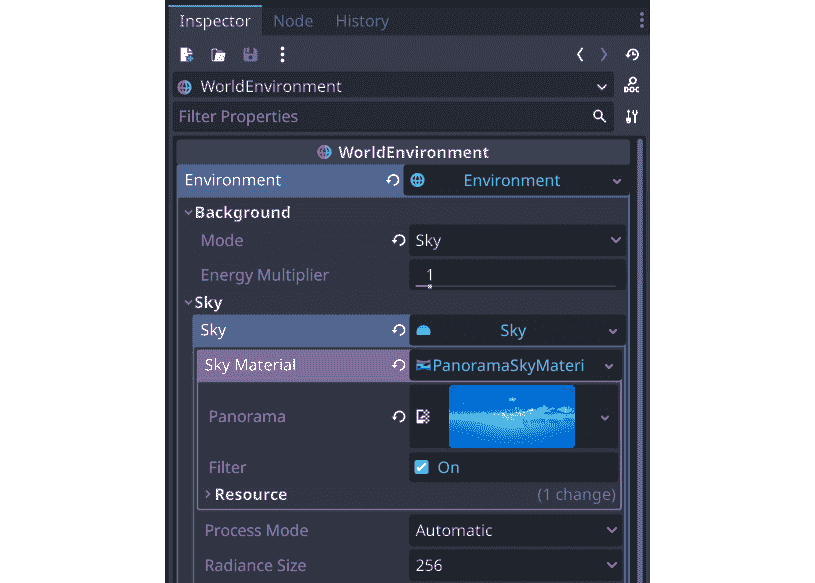 Inspector Node History
WorldEnvironment
DOC
Filter Properties
WorldEnvironment
Environment Environment
Background
Mode Sky
Energy Multiplier 1
Sky
Sky Sky
Sky Material PanoramaSkyMateri
Panorama
Filter On
Resource (1 change)
Process Mode Automatic
Radiance Size 256